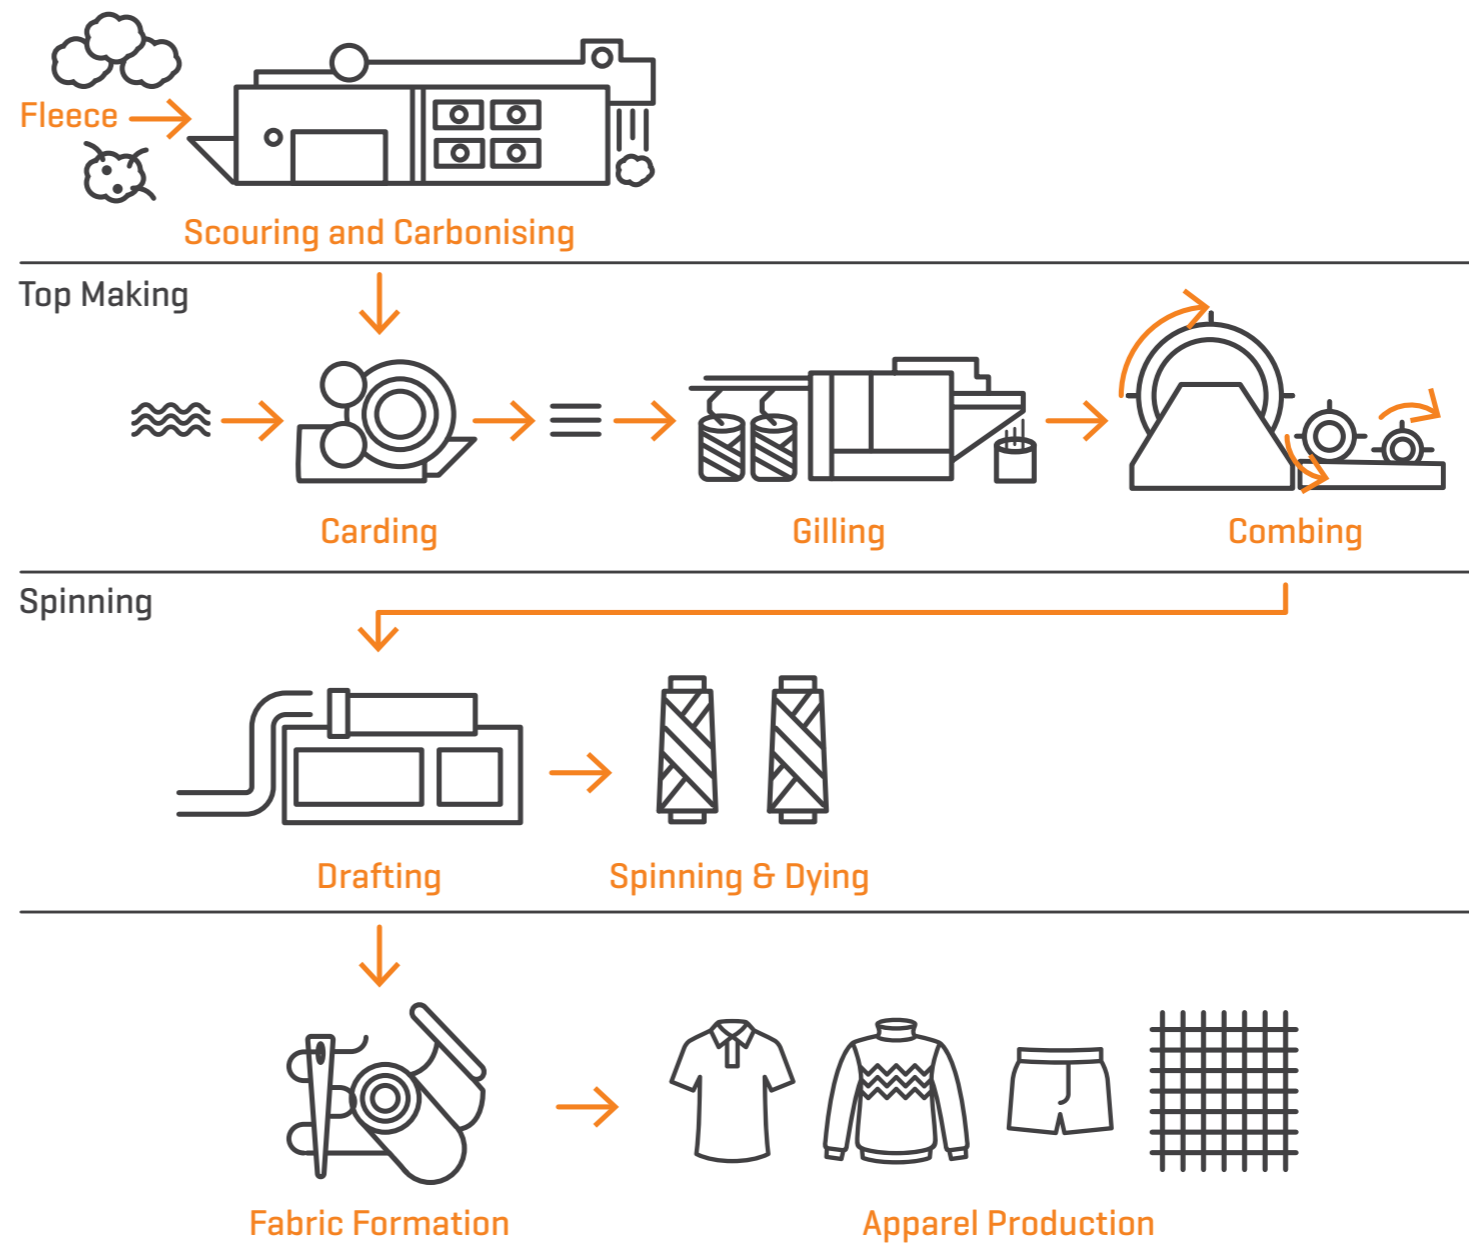 Fleece
Scouring and Carbonising
Top Making
Carding
Gilling
Combing
Spinning
Drafting
Spinning & Dying
Fabric Formation
Apparel Production